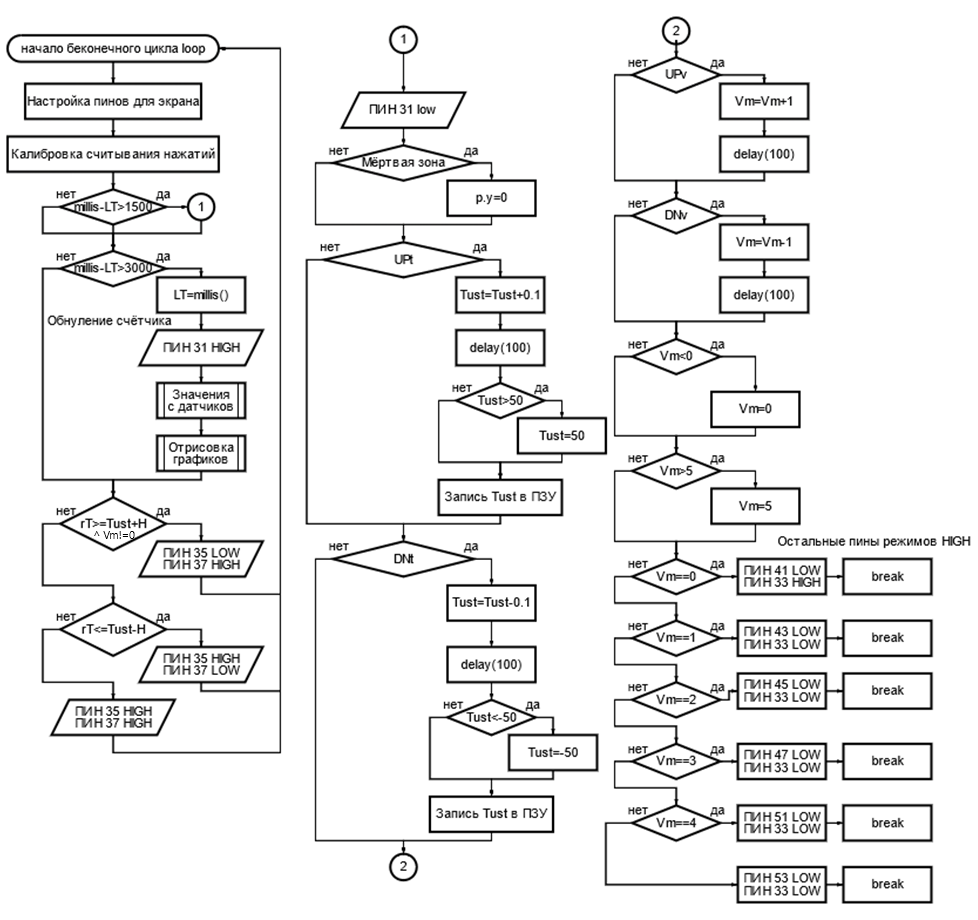 начало беконечного цикла loop
Настройка пинов для экрана
Калибровка считывания нажатий
нет
да
millis-LT>1500
1
нет
да
millis-LT>3000
LT=millis()
Обнуление счётчика
ПИН 31 HIGH
Значения
с датчиков
Отрисовка
графиков
нет
да
rT>=Tust+H
^ Vm!=0
ПИН 35 LOW
ПИН 37 HIGH
нет
да
rT<=Tust-H
ПИН 35 HIGH
ПИН 37 LOW
ПИН 35 HIGH
ПИН 37 HIGH
1
ПИН 31 low
нет
да
Мёртвая зона
p.y=0
нет
да
UPt
Tust=Tust+0.1
delay(100)
нет
да
Tust>50
Tust=50
Запись Tust в ПЗУ
нет
да
DNt
Tust=Tust-0.1
delay(100)
нет
да
Tust<-50
Tust=-50
Запись Tust в ПЗУ
2
2
нет
да
UPv
Vm=Vm+1
delay(100)
нет
да
DNv
Vm=Vm-1
delay(100)
нет
да
Vm<0
Vm=0
нет
да
Vm>5
Vm=5
Остальные пины режимов HIGH
нет
да
Vm==0
ПИН 41 LOW
ПИН 33 HIGH
break
нет
да
Vm==1
ПИН 43 LOW
ПИН 33 LOW
break
нет
да
Vm==2
ПИН 45 LOW
ПИН 33 LOW
break
нет
да
Vm==3
ПИН 47 LOW
ПИН 33 LOW
break
нет
да
Vm==4
ПИН 51 LOW
ПИН 33 LOW
break
ПИН 53 LOW
ПИН 33 LOW
break